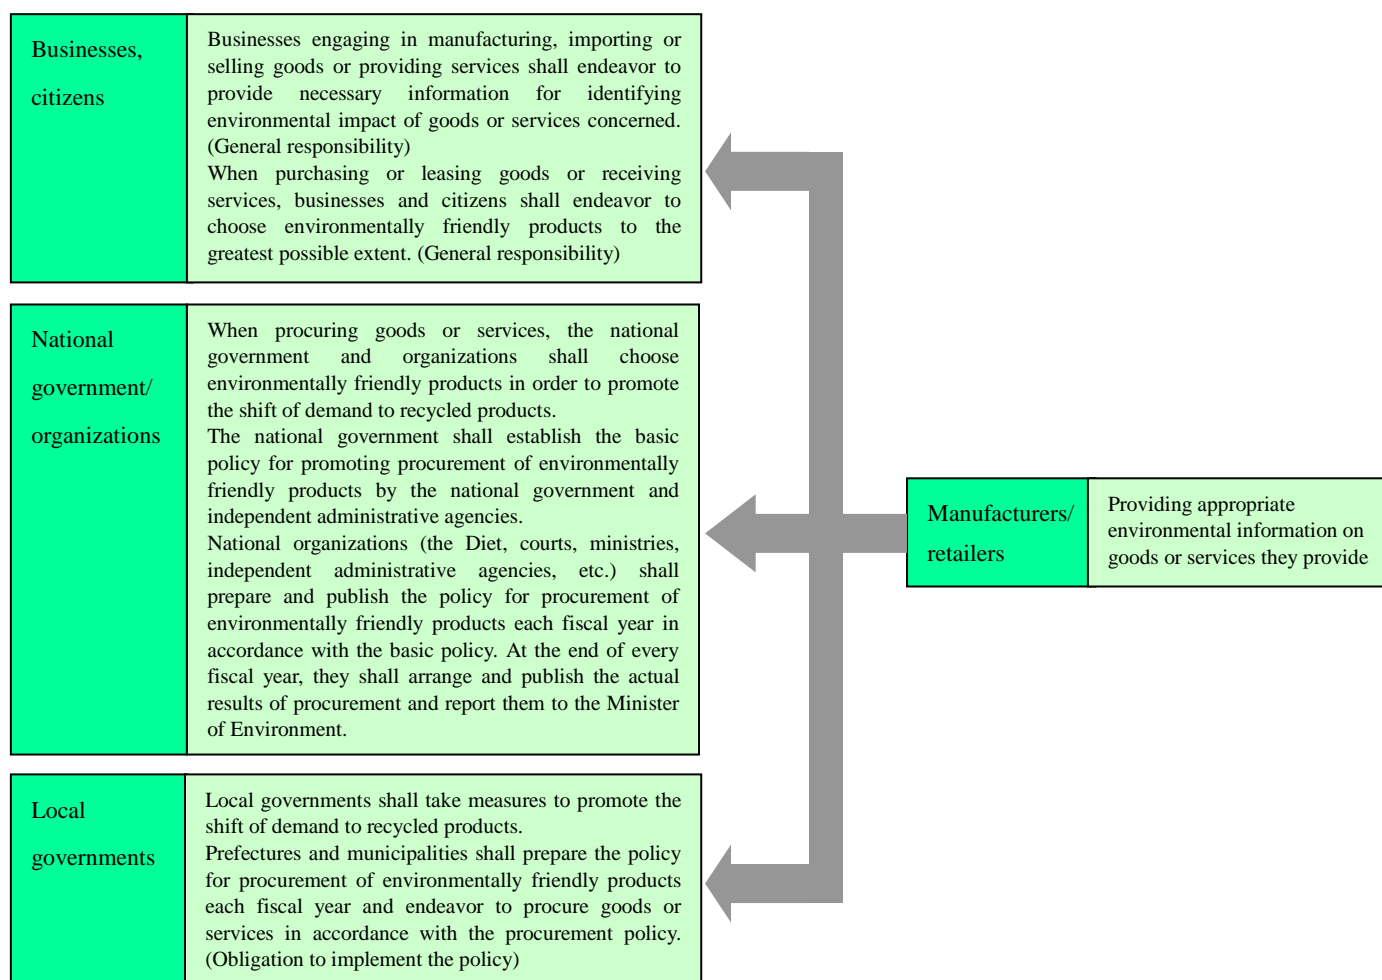 Businesses,
citizens
Businesses engaging in manufacturing, importing or
selling goods or providing services shall endeavor to
provide necessary information for identifying
environmental impact of goods or services concerned.
(General responsibility)
When purchasing or leasing goods or receiving
services, businesses and citizens shall endeavor to
choose environmentally friendly products to the
greatest possible extent. (General responsibility)
National
government/
organizations
When procuring goods or services, the national
government and organizations shall choose
environmentally friendly products in order to promote
the shift of demand to recycled products.
The national government shall establish the basic
policy for promoting procurement of environmentally
friendly products by the national government and
independent administrative agencies.
National organizations (the Diet, courts, ministries,
independent administrative agencies, etc.) shall
prepare and publish the policy for procurement of
environmentally friendly products each fiscal year in
accordance with the basic policy. At the end of every
fiscal year, they shall arrange and publish the actual
results of procurement and report them to the Minister
of Environment.
Manufacturers/
retailers
Providing appropriate
environmental information on
goods or services they provide
Local
governments
Local governments shall take measures to promote the
shift of demand to recycled products.
Prefectures and municipalities shall prepare the policy
for procurement of environmentally friendly products
each fiscal year and endeavor to procure goods or
services in accordance with the procurement policy.
(Obligation to implement the policy)